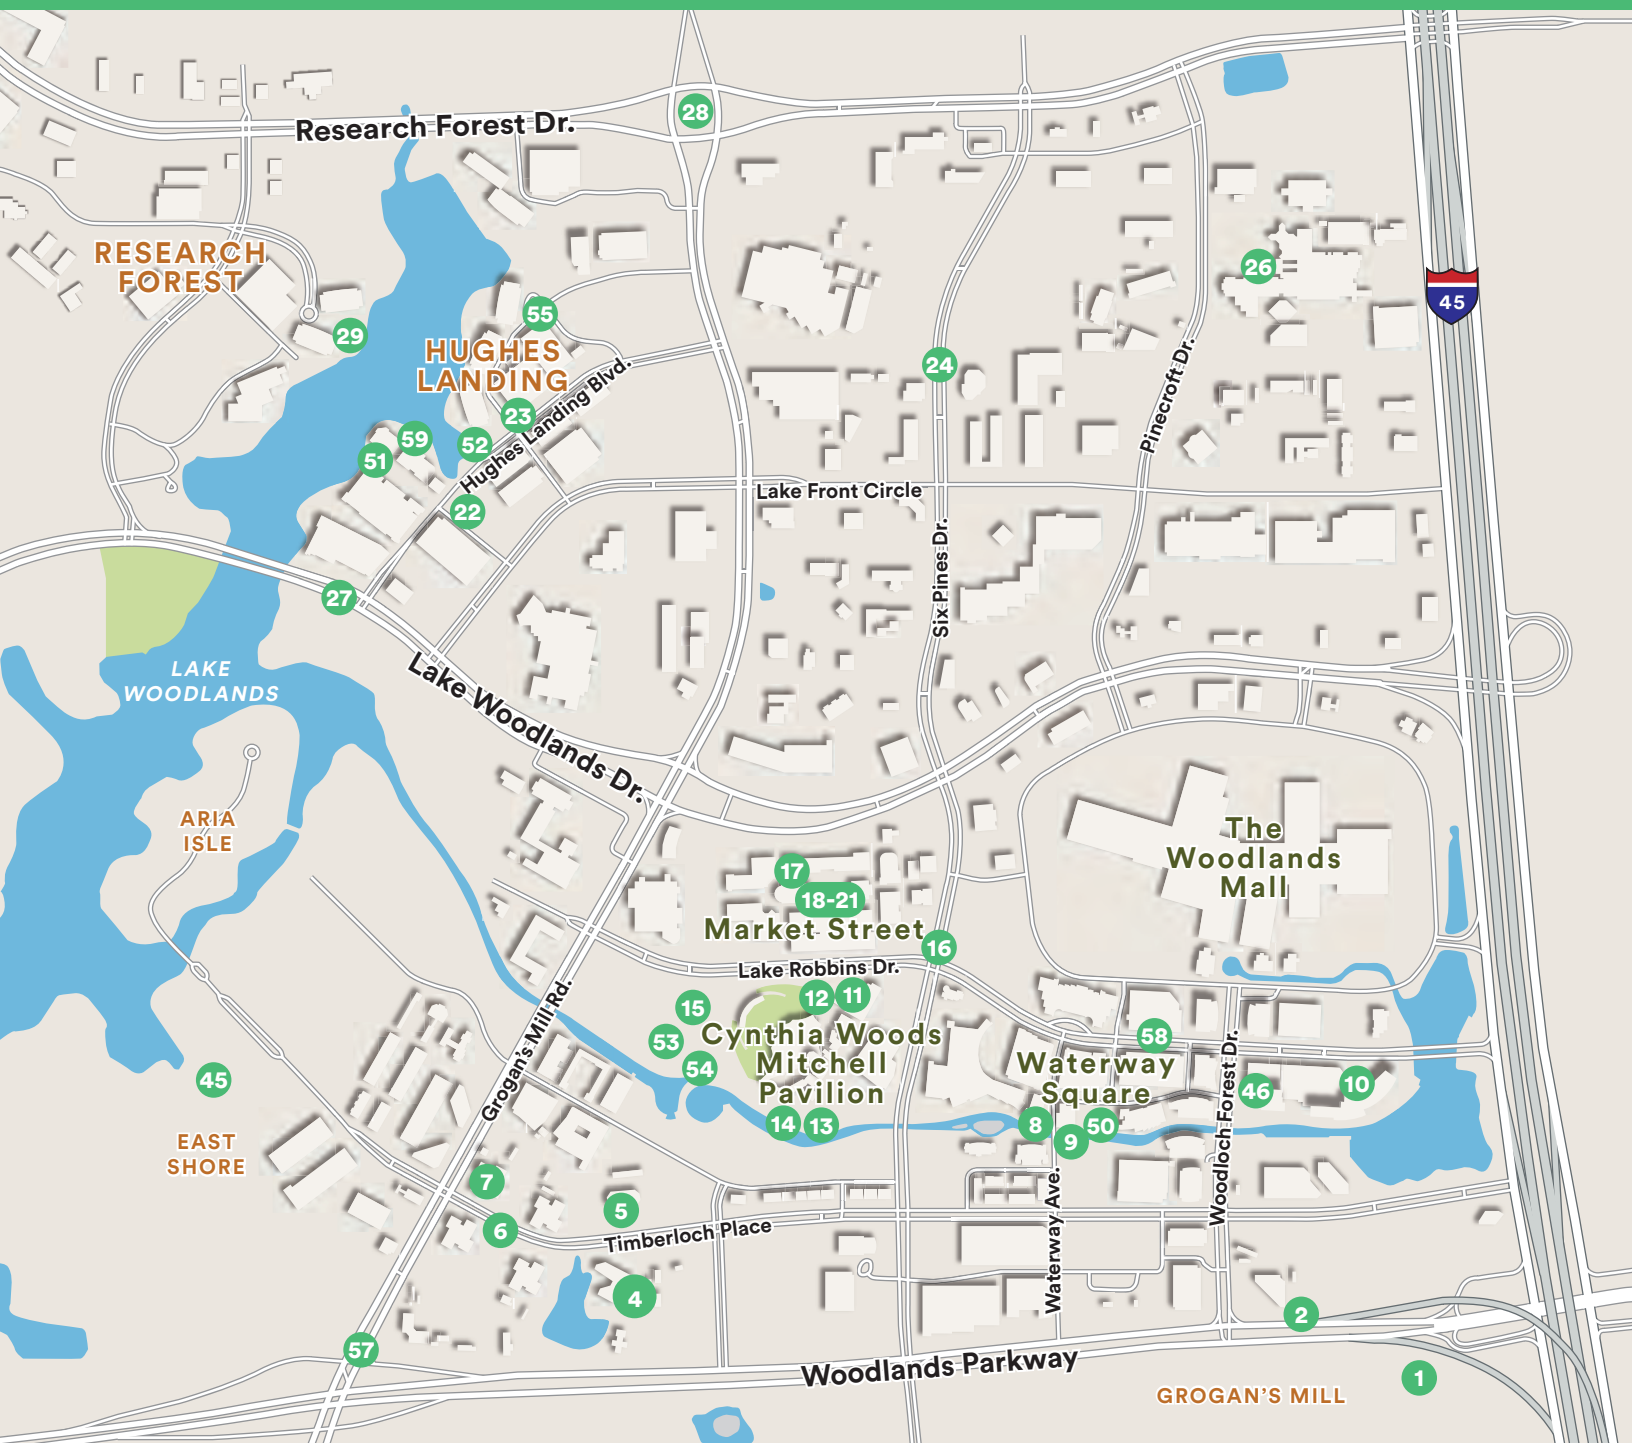 28
Research Forest Dr.
RESEARCH
FOREST
26
45
55
29
HUGHES
LANDING
24
Pinecroft Dr.
23
Hughes Landing Blvd.
59
52
51
22
Lake Front Circle
Six Pines Dr.
27
LAKE
WOODLANDS
Lake Woodlands Dr.
ARIA
ISLE
The
Woodlands
Mall
17
18-21
Market Street
16
Lake Robbins Dr.
12
11
15
Grogan's Mill Rd.
53
54
Cynthia Woods
Mitchell
Pavilion
58
Waterway
Square
45
46
10
Woodloch Forest Dr.
14
13
8
9
50
EAST
SHORE
7
5
6
Timberloch Place
Waterway Ave.
4
2
57
Woodlands Parkway
1
GROGAN'S MILL